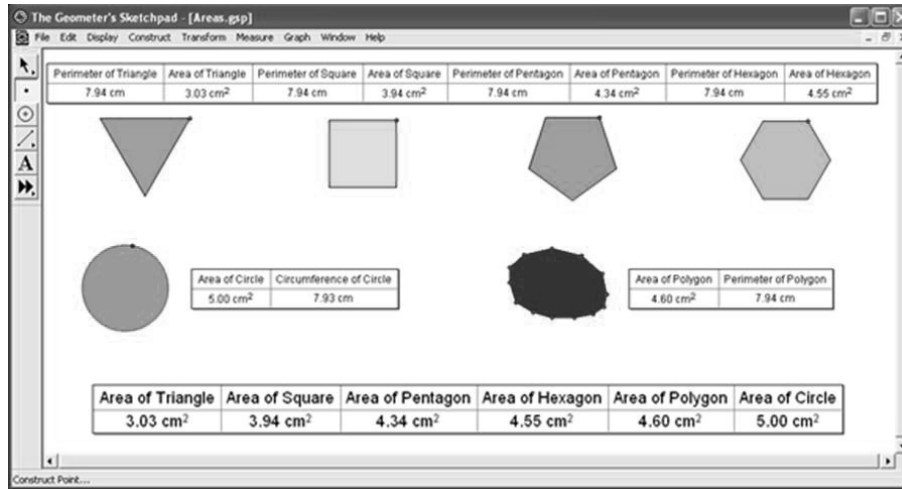 The Geometer's Sketchpad - [Areas.gsp]
File Edit Display Construct Transform Measure Graph Window Help
Perimeter of Triangle Area of Triangle Perimeter of Square Area of Square Perimeter of Pentagon Area of Pentagon Perimeter of Hexagon Area of Hexagon
7.94 cm 3.03 cm² 7.94 cm 3.94 cm² 7.94 cm 4.34 cm² 7.94 cm 4.55 cm²
A
Area of Circle Circumference of Circle
5.00 cm² 7.93 cm
Area of Polygon Perimeter of Polygon
4.60 cm² 7.94 cm
Area of Triangle Area of Square Area of Pentagon Area of Hexagon Area of Polygon Area of Circle
3.03 cm² 3.94 cm² 4.34 cm² 4.55 cm² 4.60 cm² 5.00 cm²
Construct Point...